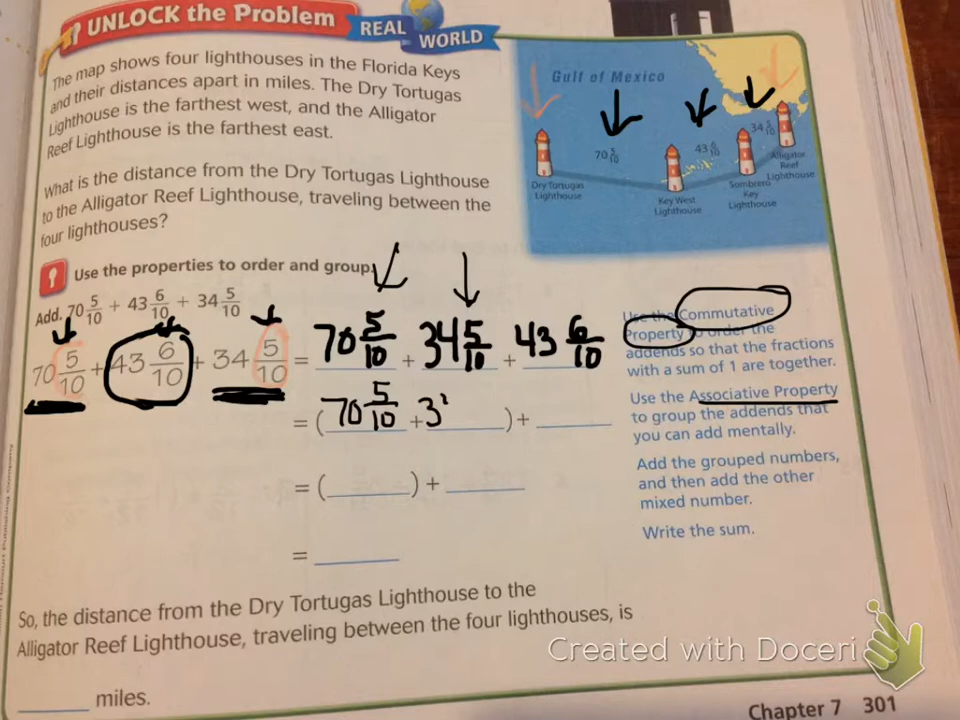 UNLOCK the Problem REAL WORLD
The map shows four lighthouses in the Florida Keys
and their distances apart in miles. The Dry Tortugas
Lighthouse is the farthest west, and the Alligator
Reef Lighthouse is the farthest east.
What is the distance from the Dry Tortugas Lighthouse
to the Alligator Reef Lighthouse, traveling between the
four lighthouses?
Gulf of Mexico
70 5/10
43 6/10
34 5/10
Dry Tortugas
Lighthouse
Key West
Lighthouse
Sombrero
Key
Lighthouse
Alligator
Reef
Lighthouse
Use the properties to order and group.
Add. 70 5/10 + 43 6/10 + 34 5/10
70 5/10 + 43 6/10 + 34 5/10 = 70 5/10 + 34 5/10 + 43 6/10
= ( 70 5/10 + 3 ) +
= ( ) +
=
Use the Commutative
Property to order the
addends so that the fractions
with a sum of 1 are together.
Use the Associative Property
to group the addends that
you can add mentally.
Add the grouped numbers,
and then add the other
mixed number.
Write the sum.
So, the distance from the Dry Tortugas Lighthouse to the
Alligator Reef Lighthouse, traveling between the four lighthouses, is
miles.
Created with Doceri
Chapter 7 301